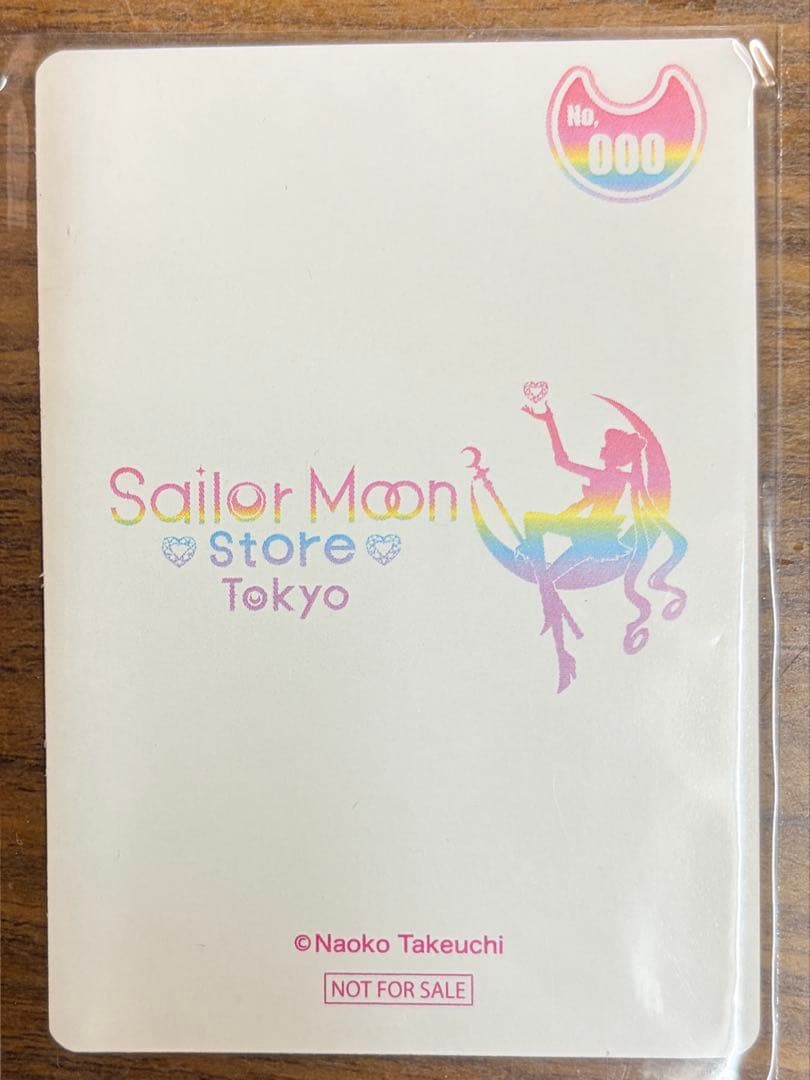 No.
000
Sailor Moon
store
Tokyo
©Naoko Takeuchi
NOT FOR SALE